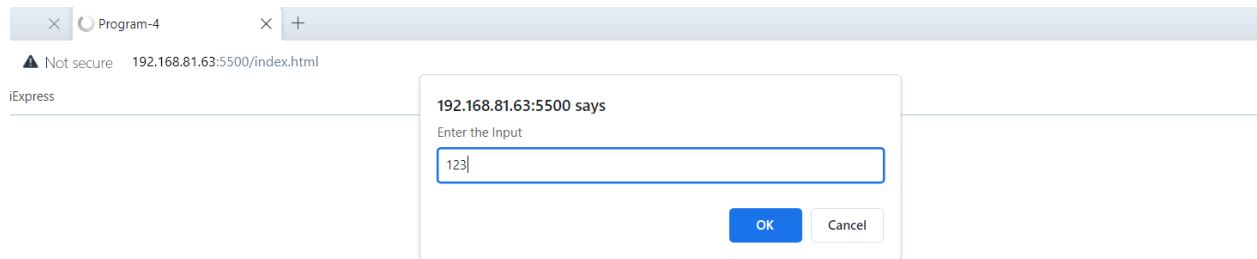 Program-4
Not secure 192.168.81.63:5500/index.html
iExpress
192.168.81.63:5500 says
Enter the Input
123
OK Cancel